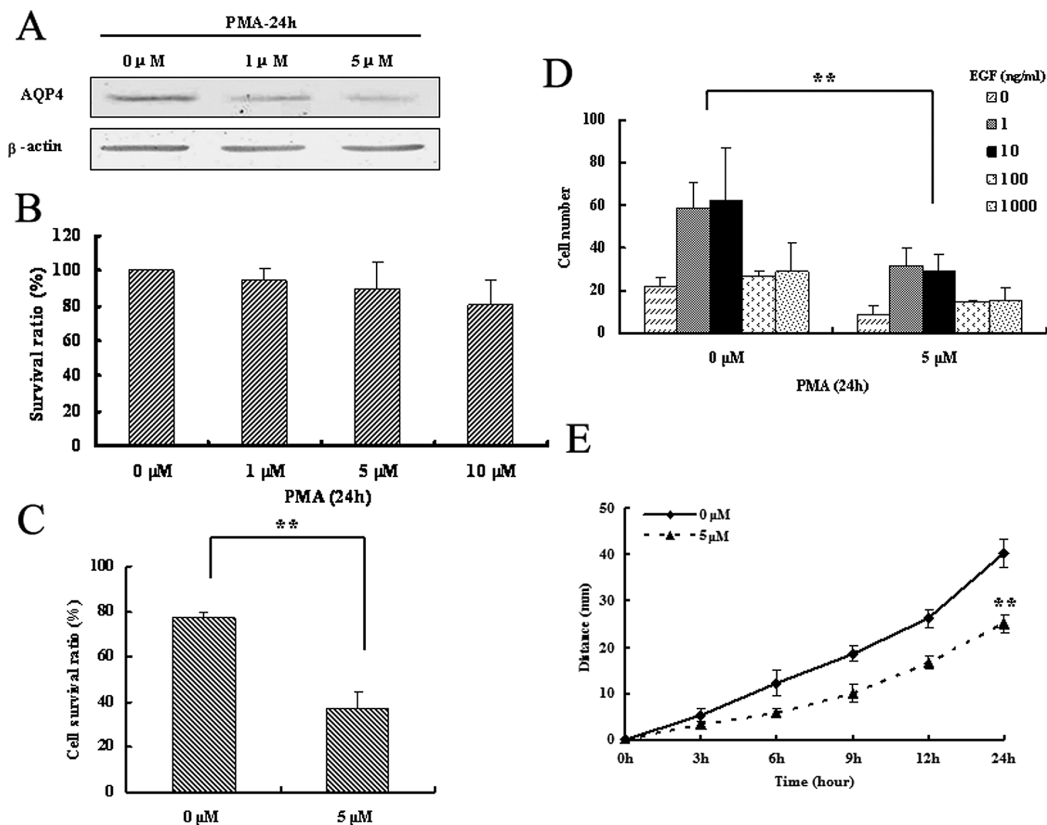 A
PMA-24h
0 μ M 1 μ M 5 μ M
AQP4
β -actin
B
Survival ratio (%)
120
100
80
60
40
20
0
0 μM 1 μM 5 μM 10 μM
PMA (24h)
C
**
Cell survival ratio (%)
100
80
60
40
20
0
0 μM 5 μM
D
**
EGF (ng/ml)
0
1
10
100
1000
Cell number
100
80
60
40
20
0
0 μM 5 μM
PMA (24h)
E
0 μM
5 μM
**
Distance (mm)
50
40
30
20
10
0
0h 3h 6h 9h 12h 24h
Time (hour)